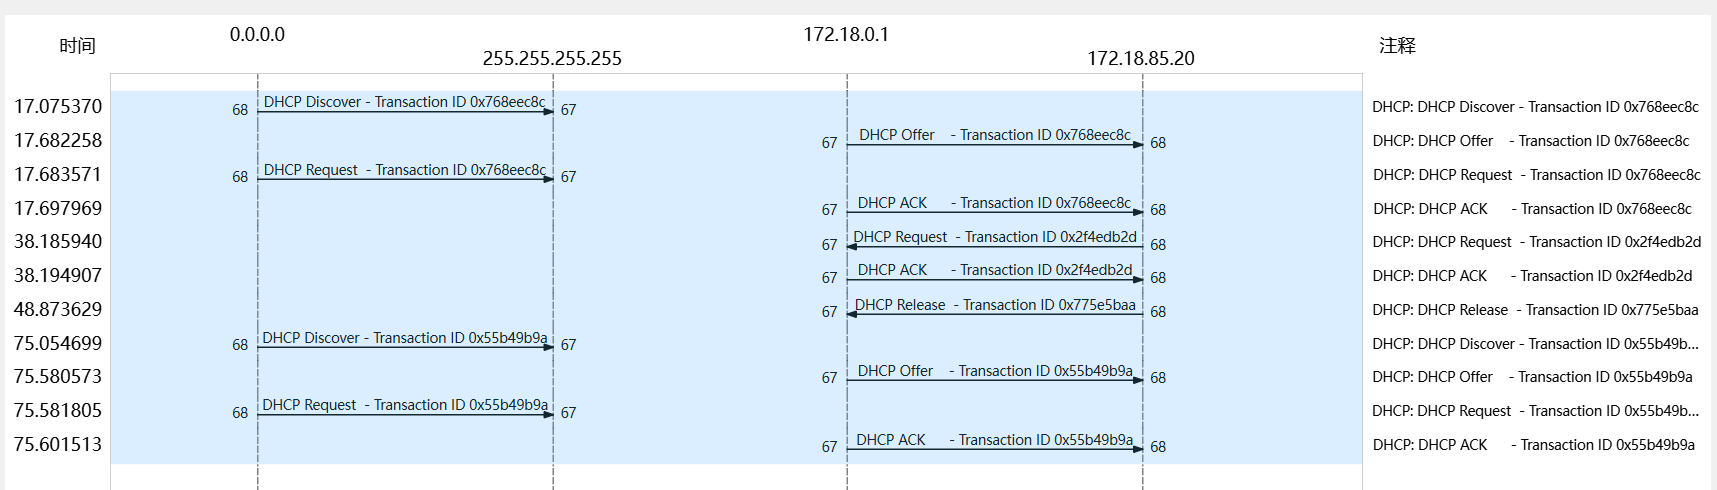 时间 0.0.0.0 172.18.0.1 注释
255.255.255.255 172.18.85.20
17.075370 68 DHCP Discover - Transaction ID 0x768eec8c 67 DHCP: DHCP Discover - Transaction ID 0x768eec8c
17.682258 67 DHCP Offer - Transaction ID 0x768eec8c 68 DHCP: DHCP Offer - Transaction ID 0x768eec8c
17.683571 68 DHCP Request - Transaction ID 0x768eec8c 67 DHCP: DHCP Request - Transaction ID 0x768eec8c
17.697969 67 DHCP ACK - Transaction ID 0x768eec8c 68 DHCP: DHCP ACK - Transaction ID 0x768eec8c
38.185940 67 DHCP Request - Transaction ID 0x2f4edb2d 68 DHCP: DHCP Request - Transaction ID 0x2f4edb2d
38.194907 67 DHCP ACK - Transaction ID 0x2f4edb2d 68 DHCP: DHCP ACK - Transaction ID 0x2f4edb2d
48.873629 67 DHCP Release - Transaction ID 0x775e5baa 68 DHCP: DHCP Release - Transaction ID 0x775e5baa
75.054699 68 DHCP Discover - Transaction ID 0x55b49b9a 67 DHCP: DHCP Discover - Transaction ID 0x55b49b...
75.580573 67 DHCP Offer - Transaction ID 0x55b49b9a 68 DHCP: DHCP Offer - Transaction ID 0x55b49b9a
75.581805 68 DHCP Request - Transaction ID 0x55b49b9a 67 DHCP: DHCP Request - Transaction ID 0x55b49b...
75.601513 67 DHCP ACK - Transaction ID 0x55b49b9a 68 DHCP: DHCP ACK - Transaction ID 0x55b49b9a